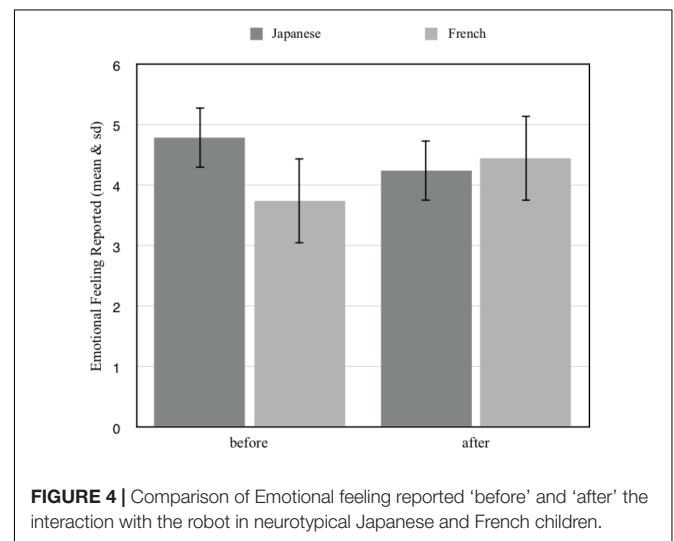 Japanese French
6
5
4
3
2
1
0
Emotional Feeling Reported (mean & sd)
before after
FIGURE 4 | Comparison of Emotional feeling reported ‘before’ and ‘after’ the
interaction with the robot in neurotypical Japanese and French children.